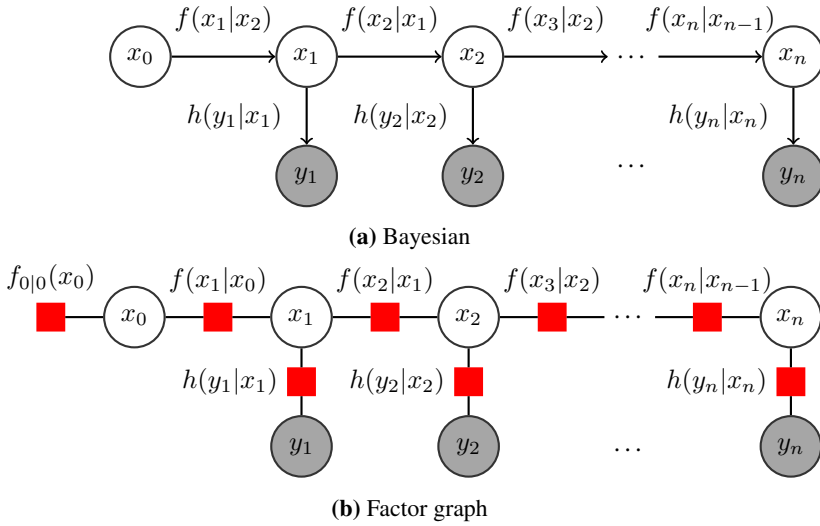 f(x₁|x₂) f(x₂|x₁) f(x₃|x₂) f(xₙ|xₙ₋₁)
x₀ x₁ x₂ ··· xₙ
h(y₁|x₁) h(y₂|x₂) h(yₙ|xₙ)
y₁ y₂ ··· yₙ
(a) Bayesian
f₀|₀(x₀) f(x₁|x₀) f(x₂|x₁) f(x₃|x₂) f(xₙ|xₙ₋₁)
x₀ x₁ x₂ ··· xₙ
h(y₁|x₁) h(y₂|x₂) h(yₙ|xₙ)
y₁ y₂ ··· yₙ
(b) Factor graph